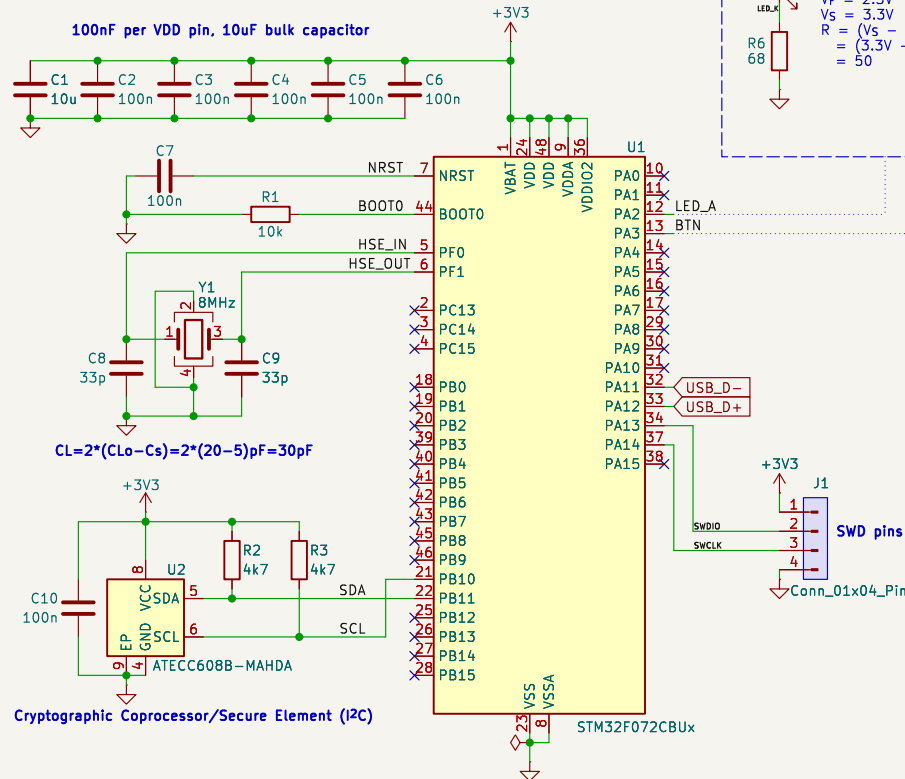 100nF per VDD pin, 10uF bulk capacitor
+3V3
LED_K
Vs = 3.3V
R = (Vs -
= (3.3V -
= 50
R6
68
C1
10u
C2
100n
C3
100n
C4
100n
C5
100n
C6
100n
1
24
48
9
36
U1
VBAT
VDD
VDD
VDDA
VDDIO2
C7
100n
NRST
7
NRST
R1
10k
BOOT0
44
BOOT0
HSE_IN
5
PF0
HSE_OUT
6
PF1
Y1
8MHz
1
2
3
4
C8
33p
C9
33p
CL=2*(CLo-Cs)=2*(20-5)pF=30pF
2
PC13
3
PC14
4
PC15
18
PB0
19
PB1
20
PB2
39
PB3
40
PB4
41
PB5
42
PB6
43
PB7
45
PB8
46
PB9
21
PB10
22
PB11
25
PB12
26
PB13
27
PB14
28
PB15
PA0
10
PA1
11
PA2
12
LED_A
PA3
13
BTN
PA4
14
PA5
15
PA6
16
PA7
17
PA8
29
PA9
30
PA10
31
PA11
32
USB_D-
PA12
33
USB_D+
PA13
34
PA14
37
PA15
38
+3V3
J1
1
2
3
4
SWDIO
SWCLK
SWD pins
Conn_01x04_Pin
+3V3
8
U2
VCC
SDA
5
SDA
SCL
6
SCL
EP
GND
9
4
ATECC608B-MAHDA
C10
100n
R2
4k7
R3
4k7
Cryptographic Coprocessor/Secure Element (I²C)
VSS
VSSA
23
8
STM32F072CBUx